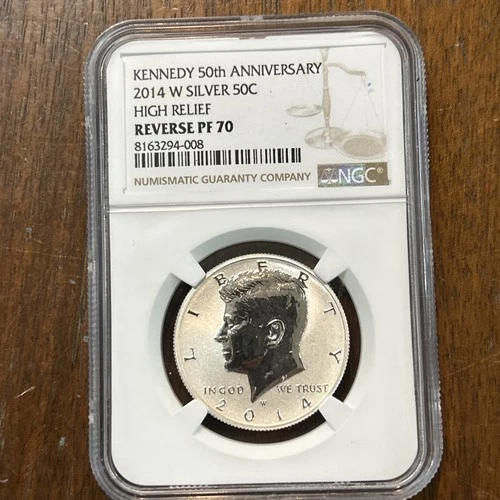 KENNEDY 50th ANNIVERSARY
2014 W SILVER 50C
HIGH RELIEF
REVERSE PF 70
8163294-008
NUMISMATIC GUARANTY COMPANY
NGC®
LIBERTY
IN GOD WE TRUST
W
2014